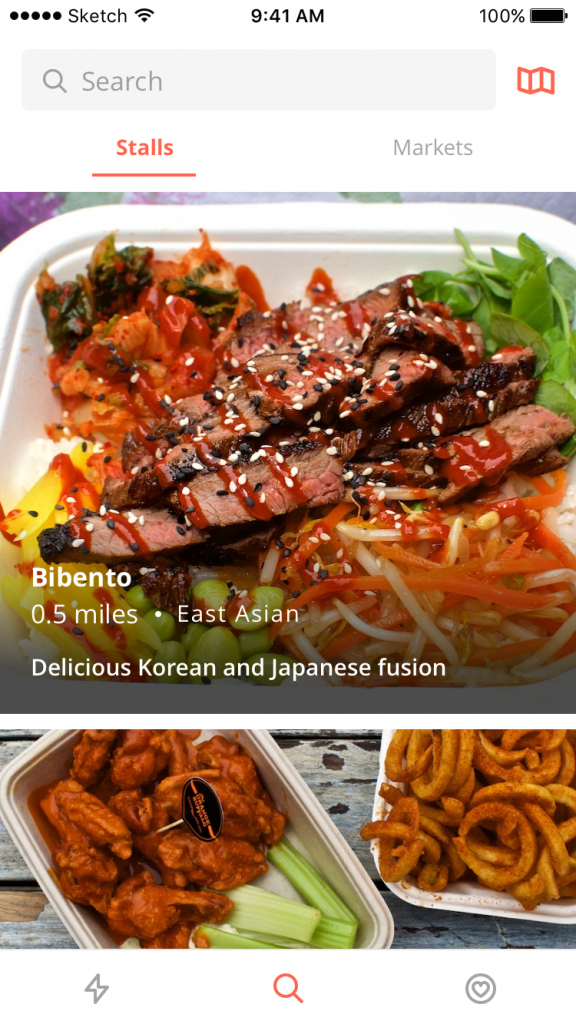 Sketch 9:41 AM 100%
Search
Stalls Markets
Bibento
0.5 miles • East Asian
Delicious Korean and Japanese fusion